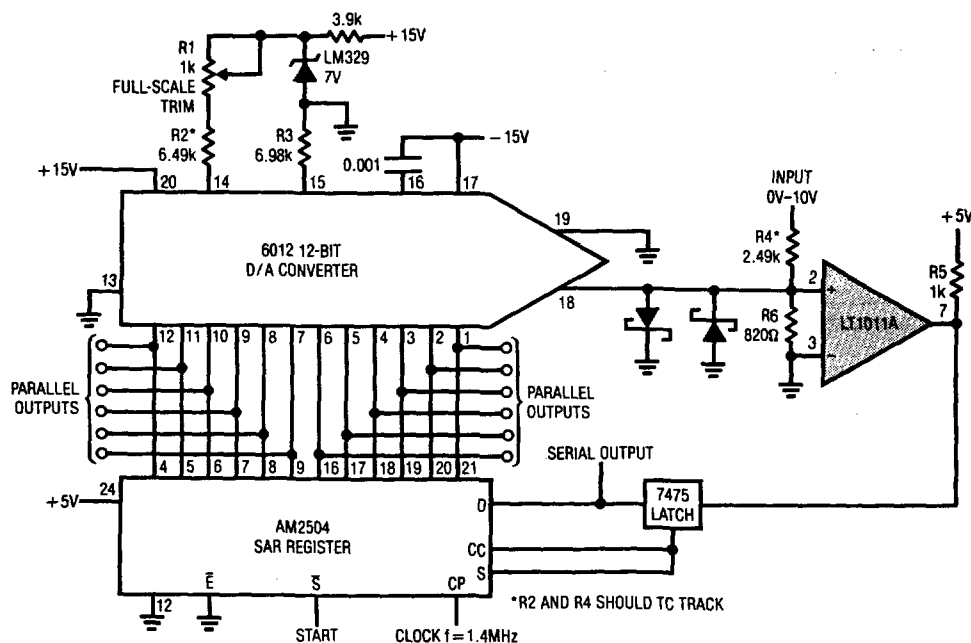 3.9k
+15V
R1
1k
FULL-SCALE
TRIM
LM329
7V
R2*
6.49k
R3
6.98k
0.001
-15V
+15V
20
14
15
16
17
INPUT
0V-10V
+5V
19
R4*
2.49k
R5
1k
6012 12-BIT
D/A CONVERTER
13
18
2
+
7
R6
820Ω
LT1011A
3
-
12 11 10 9 8 7 6 5 4 3 2 1
PARALLEL
OUTPUTS
PARALLEL
OUTPUTS
4 5 6 7 8 9 16 17 18 19 20 21
SERIAL OUTPUT
+5V
24
D
7475
LATCH
AM2504
SAR REGISTER
CC
S
E̅
S̅
CP
12
*R2 AND R4 SHOULD TC TRACK
START
CLOCK f=1.4MHz